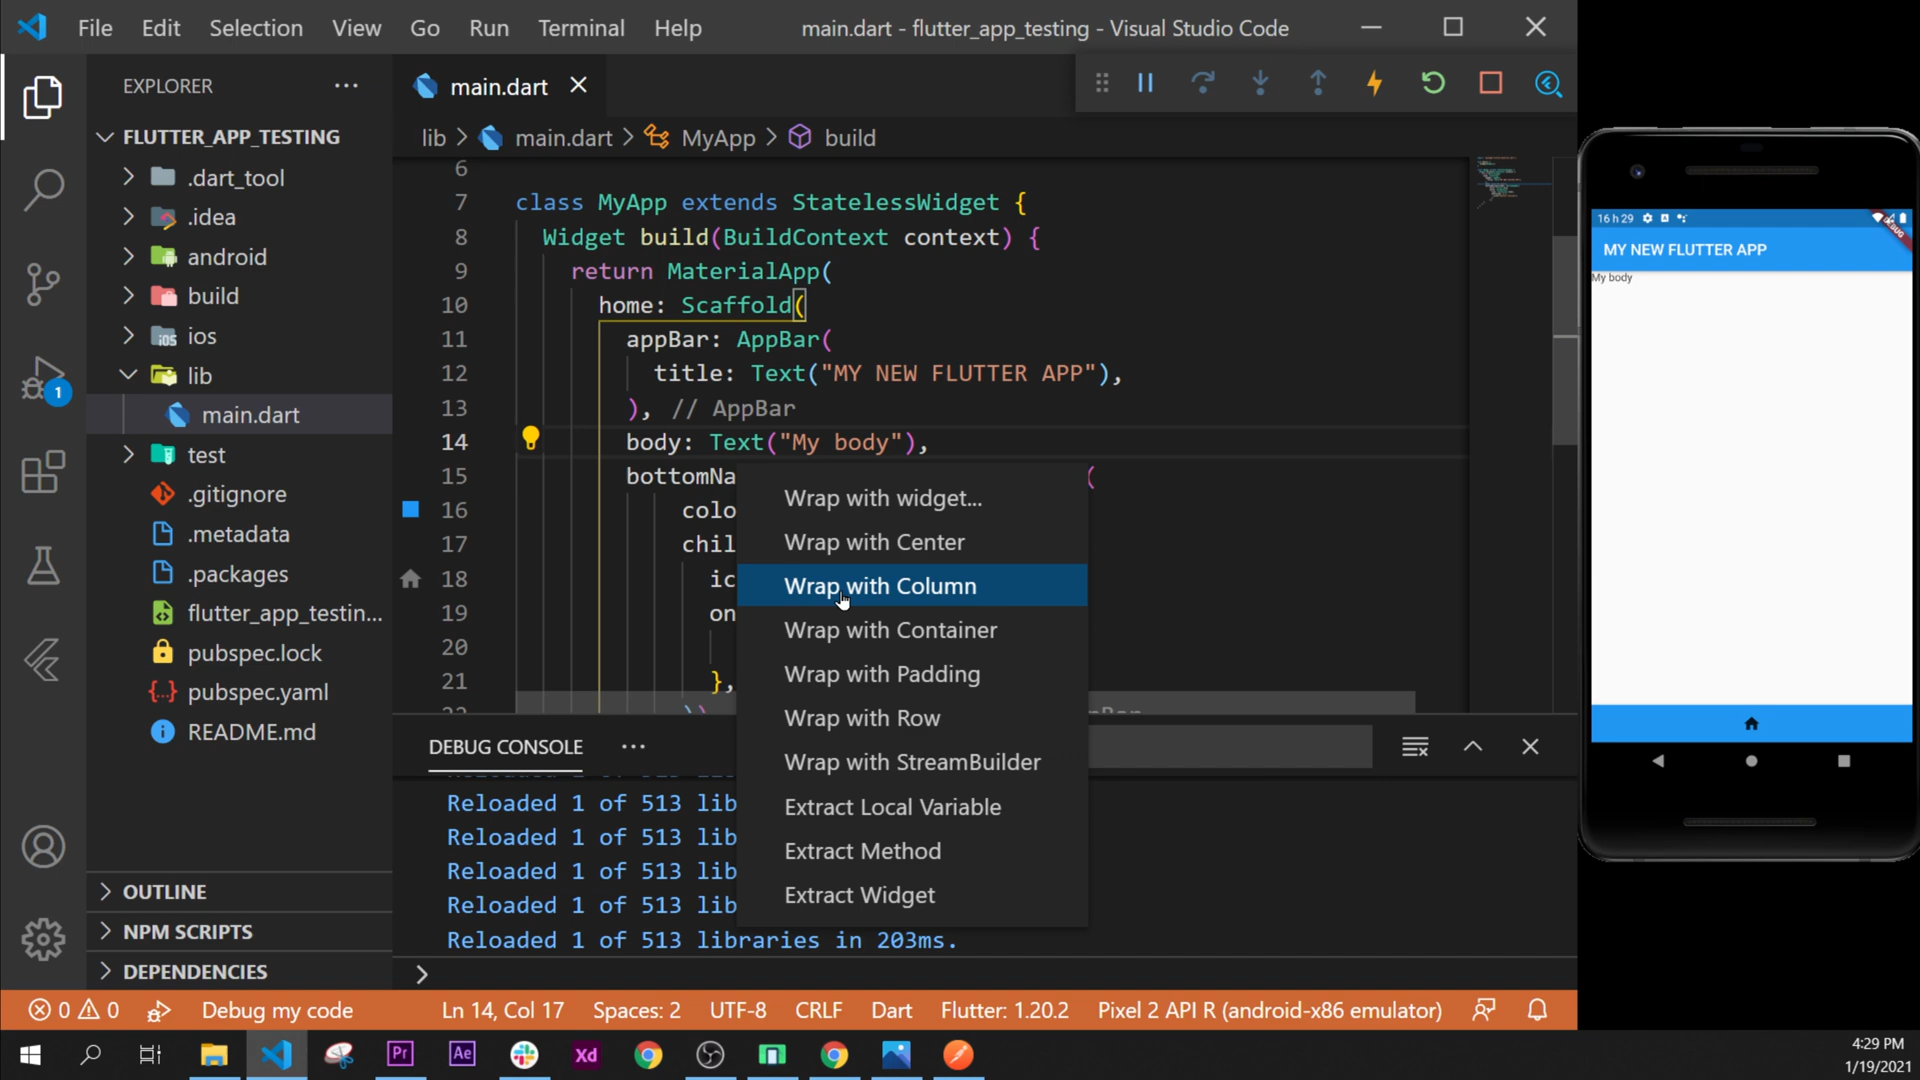 File Edit Selection View Go Run Terminal Help main.dart - flutter_app_testing - Visual Studio Code
EXPLORER
FLUTTER_APP_TESTING
.dart_tool
.idea
android
build
ios
lib
main.dart
test
.gitignore
.metadata
.packages
flutter_app_testin...
pubspec.lock
pubspec.yaml
README.md
OUTLINE
NPM SCRIPTS
DEPENDENCIES
1
main.dart
lib > main.dart > MyApp > build
6
7 class MyApp extends StatelessWidget {
8 Widget build(BuildContext context) {
9 return MaterialApp(
10 home: Scaffold(
11 appBar: AppBar(
12 title: Text("MY NEW FLUTTER APP"),
13 ), // AppBar
14 body: Text("My body"),
15 bottomNa (
16 colo
17 chil
18 ic
19 on
20
21 },
Wrap with widget...
Wrap with Center
Wrap with Column
Wrap with Container
Wrap with Padding
Wrap with Row
Wrap with StreamBuilder
Extract Local Variable
Extract Method
Extract Widget
DEBUG CONSOLE
Reloaded 1 of 513 lib
Reloaded 1 of 513 lib
Reloaded 1 of 513 lib
Reloaded 1 of 513 lib
Reloaded 1 of 513 libraries in 203ms.
16 h 29
DEBUG
MY NEW FLUTTER APP
My body
0 0 Debug my code Ln 14, Col 17 Spaces: 2 UTF-8 CRLF Dart Flutter: 1.20.2 Pixel 2 API R (android-x86 emulator)
Pr Ae Xd
4:29 PM
1/19/2021